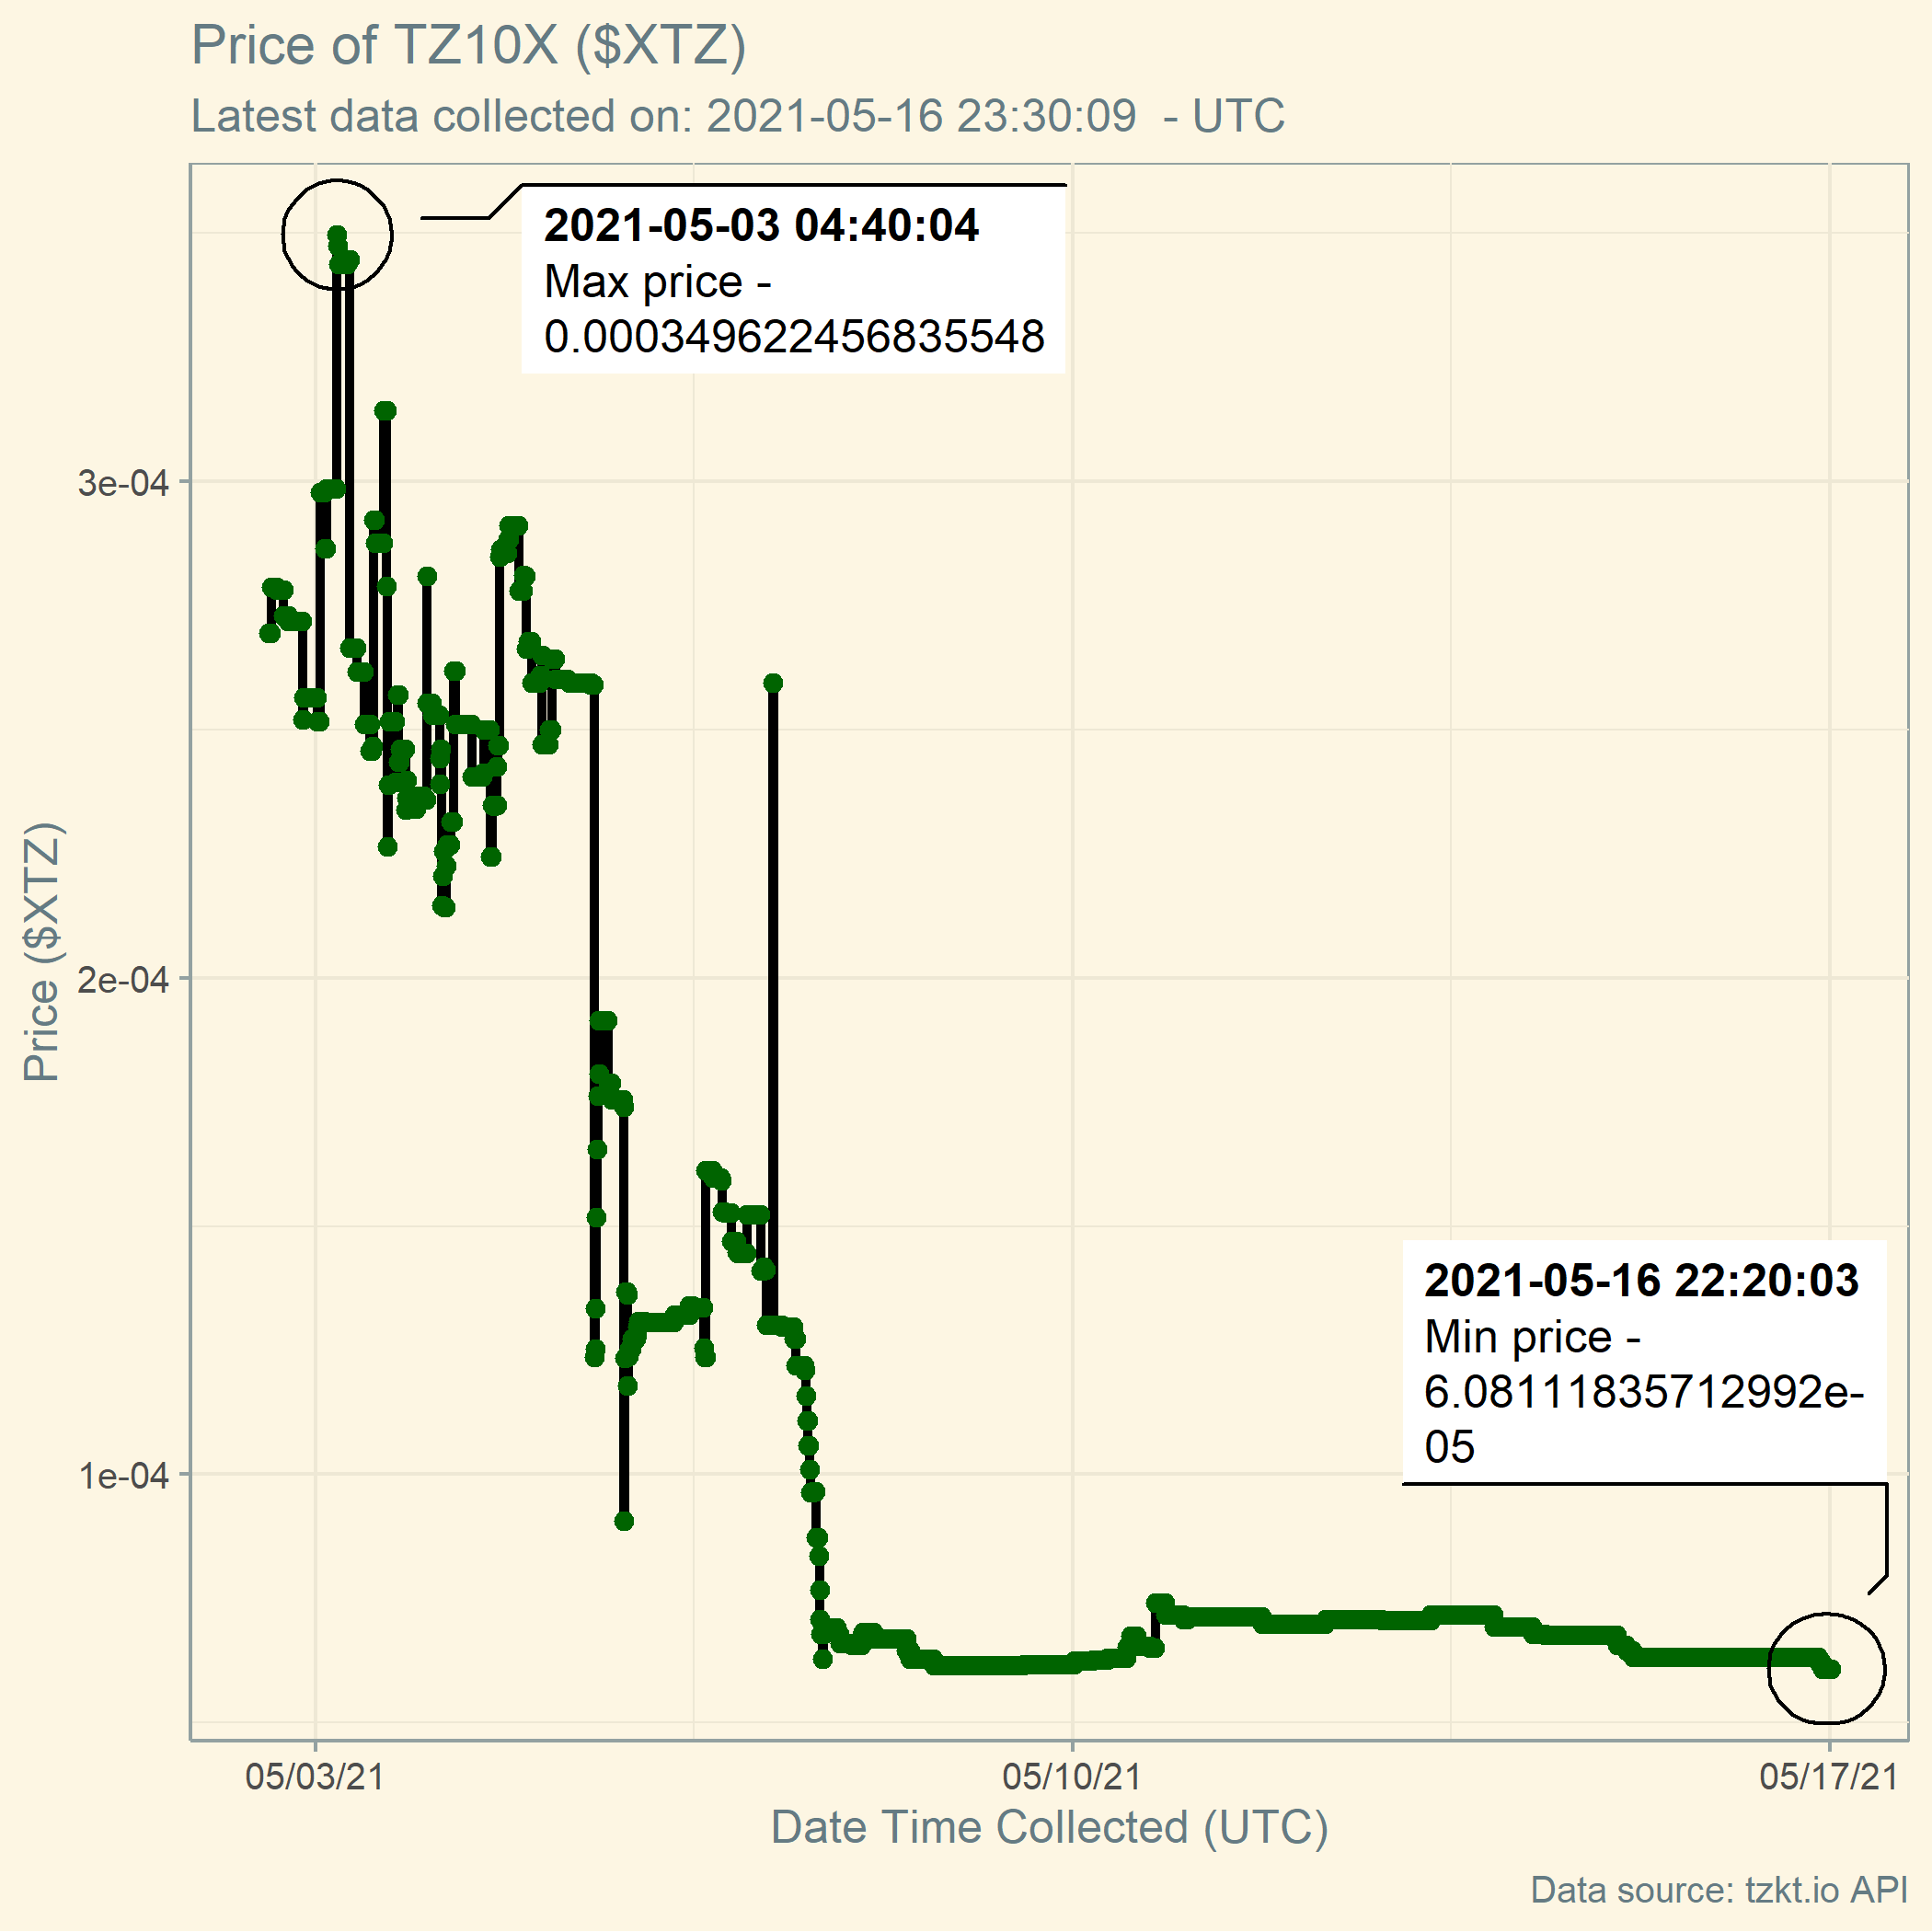 Price of TZ10X ($XTZ)
Latest data collected on: 2021-05-16 23:30:09  - UTC
2021-05-03 04:40:04
Max price -
0.000349622456835548
3e-04
2e-04
1e-04
Price ($XTZ)
2021-05-16 22:20:03
Min price -
6.08111835712992e-
05
05/03/21
05/10/21
05/17/21
Date Time Collected (UTC)
Data source: tzkt.io API